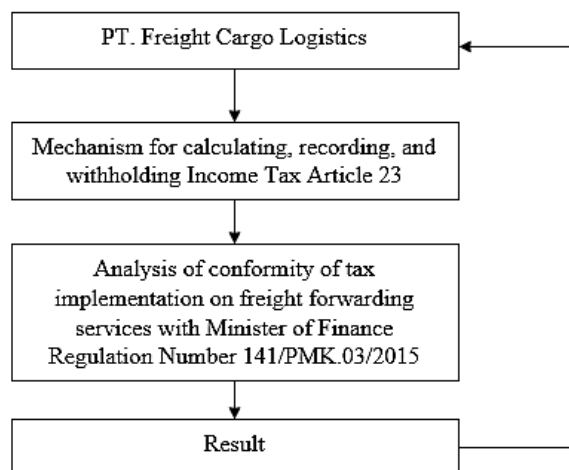 PT. Freight Cargo Logistics
Mechanism for calculating, recording, and
withholding Income Tax Article 23
Analysis of conformity of tax
implementation on freight forwarding
services with Minister of Finance
Regulation Number 141/PMK.03/2015
Result